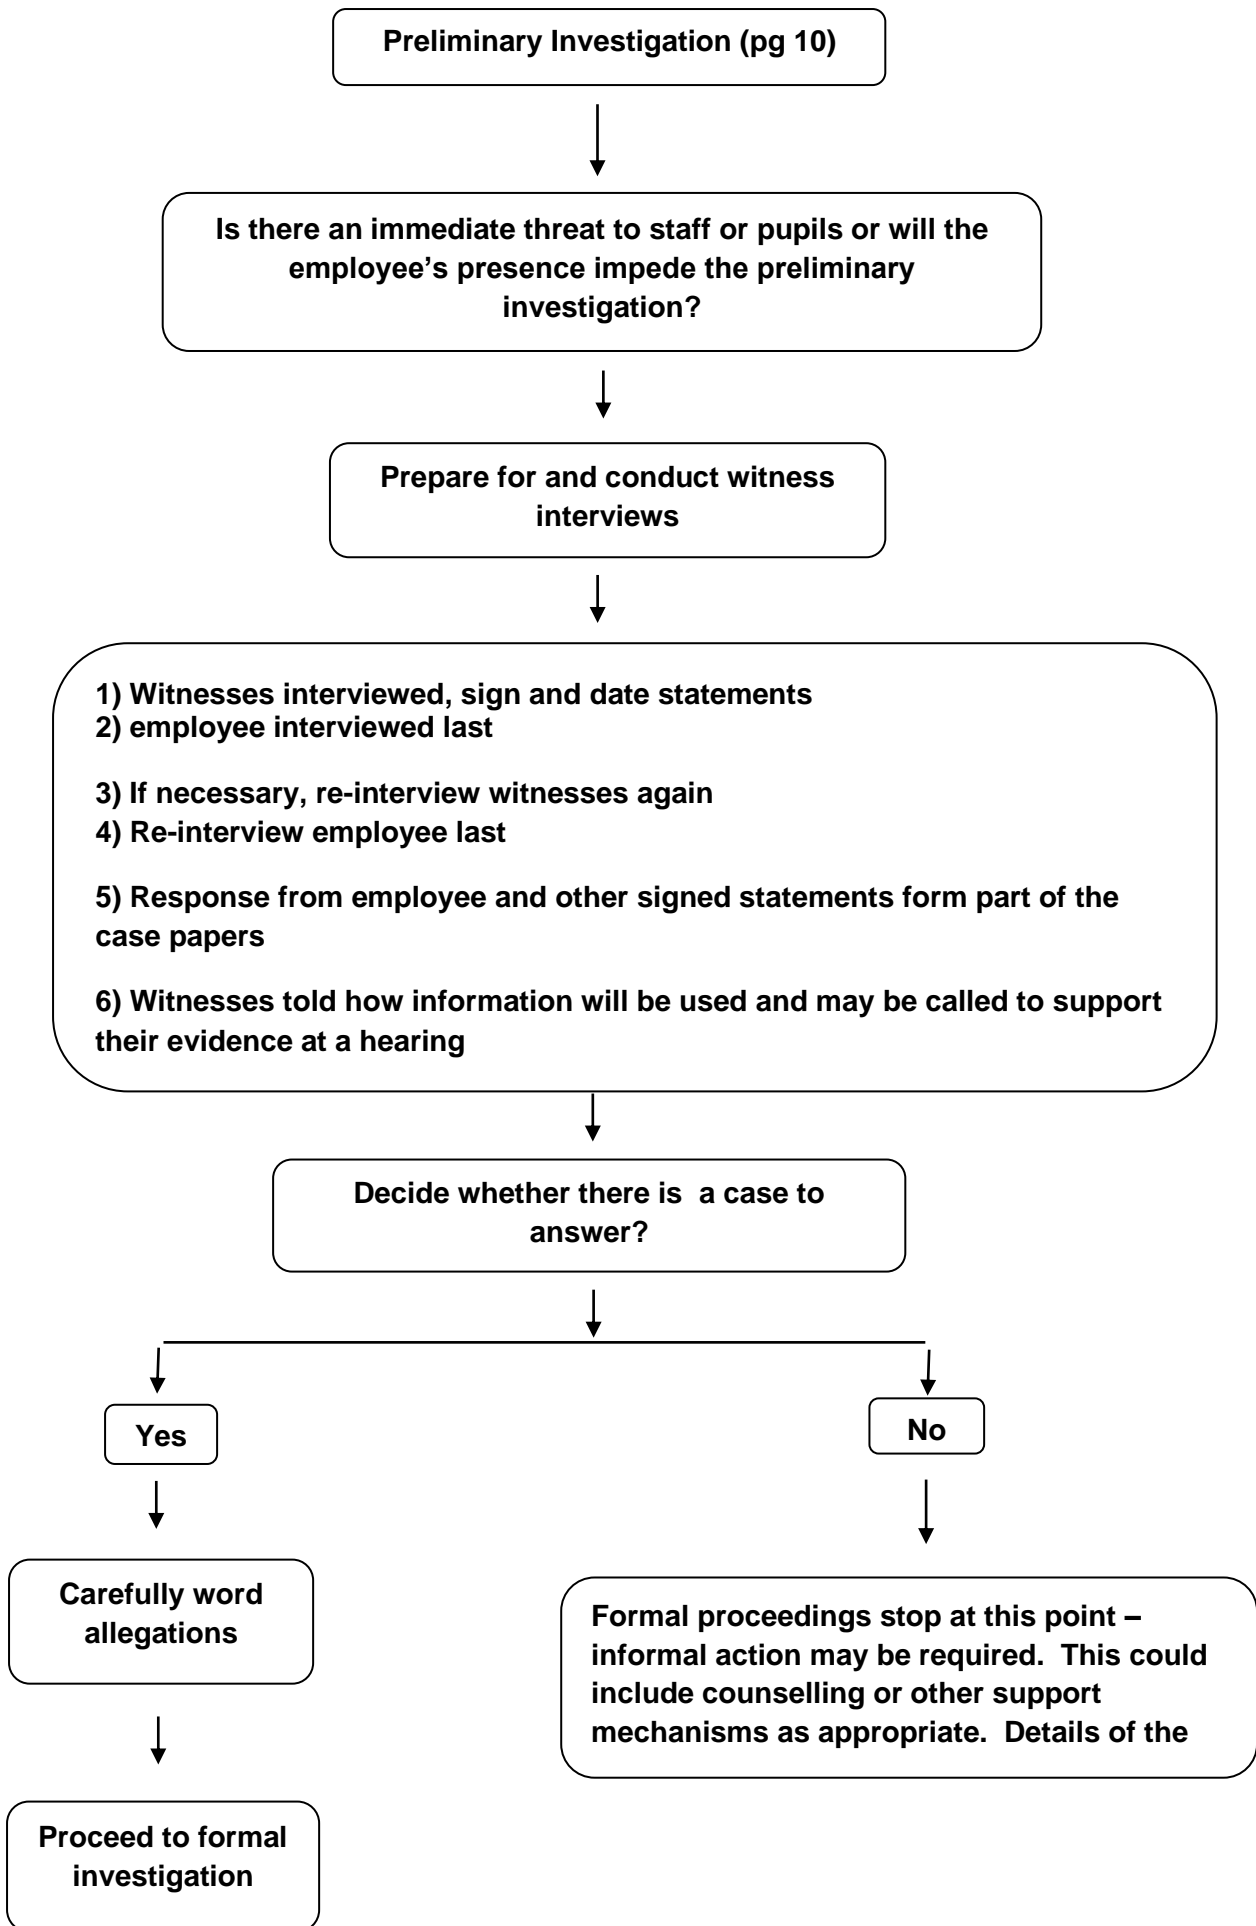 Preliminary Investigation (pg 10)
Is there an immediate threat to staff or pupils or will the
employee’s presence impede the preliminary
investigation?
Prepare for and conduct witness
interviews
1) Witnesses interviewed, sign and date statements
2) employee interviewed last
3) If necessary, re-interview witnesses again
4) Re-interview employee last
5) Response from employee and other signed statements form part of the
case papers
6) Witnesses told how information will be used and may be called to support
their evidence at a hearing
Decide whether there is  a case to
answer?
Yes
No
Carefully word
allegations
Formal proceedings stop at this point –
informal action may be required.  This could
include counselling or other support
mechanisms as appropriate.  Details of the
Proceed to formal
investigation